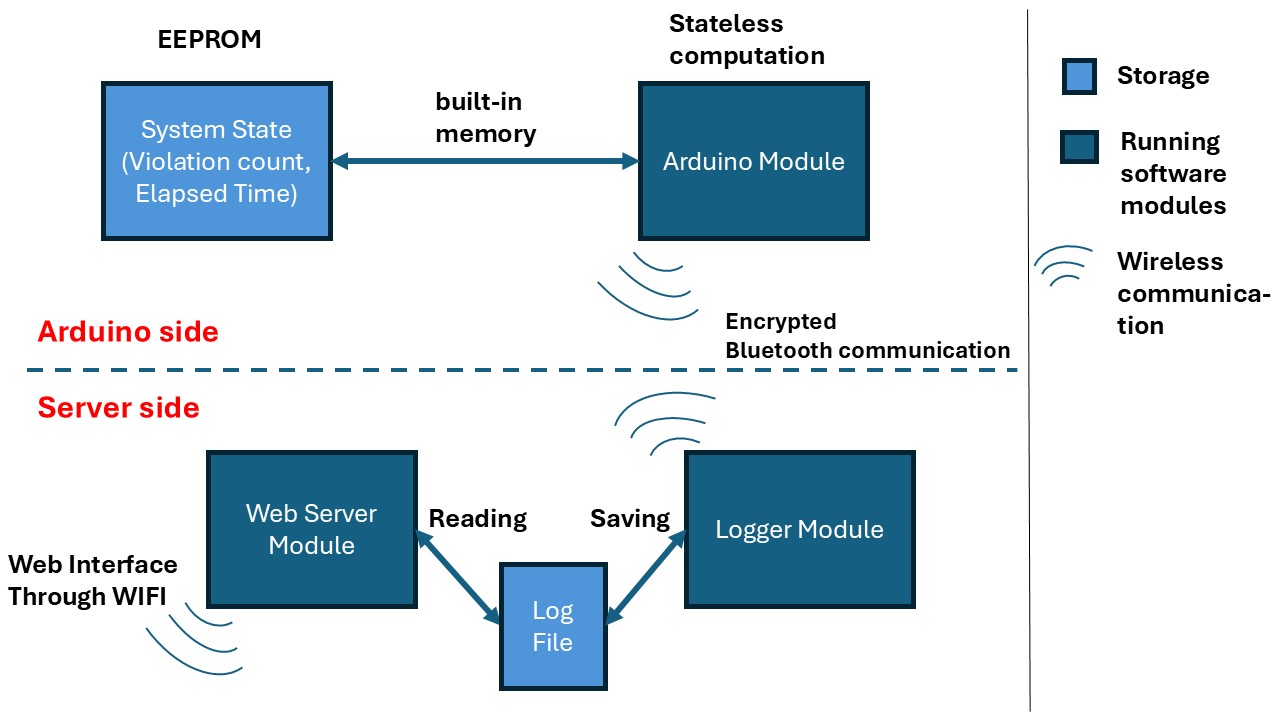 EEPROM
Stateless
computation
built-in
memory
System State
(Violation count,
Elapsed Time)
Arduino Module
Arduino side
Encrypted
Bluetooth communication
Server side
Web Server
Module
Reading
Saving
Logger Module
Web Interface
Through WIFI
Log
File
Storage
Running
software
modules
Wireless
communica-
tion